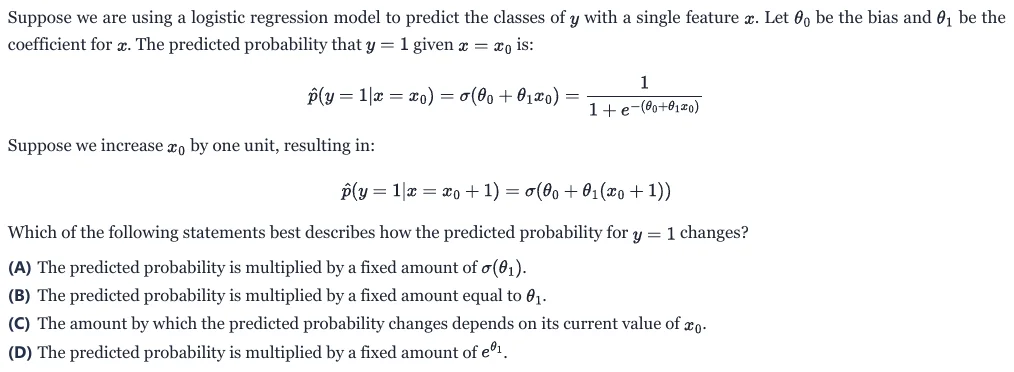 Suppose we are using a logistic regression model to predict the classes of y with a single feature x. Let θ₀ be the bias and θ₁ be the
coefficient for x. The predicted probability that y = 1 given x = x₀ is:
p̂(y = 1|x = x₀) = σ(θ₀ + θ₁x₀) = 1 / (1 + e^{−(θ₀+θ₁x₀)})
Suppose we increase x₀ by one unit, resulting in:
p̂(y = 1|x = x₀ + 1) = σ(θ₀ + θ₁(x₀ + 1))
Which of the following statements best describes how the predicted probability for y = 1 changes?
(A) The predicted probability is multiplied by a fixed amount of σ(θ₁).
(B) The predicted probability is multiplied by a fixed amount equal to θ₁.
(C) The amount by which the predicted probability changes depends on its current value of x₀.
(D) The predicted probability is multiplied by a fixed amount of e^{θ₁}.